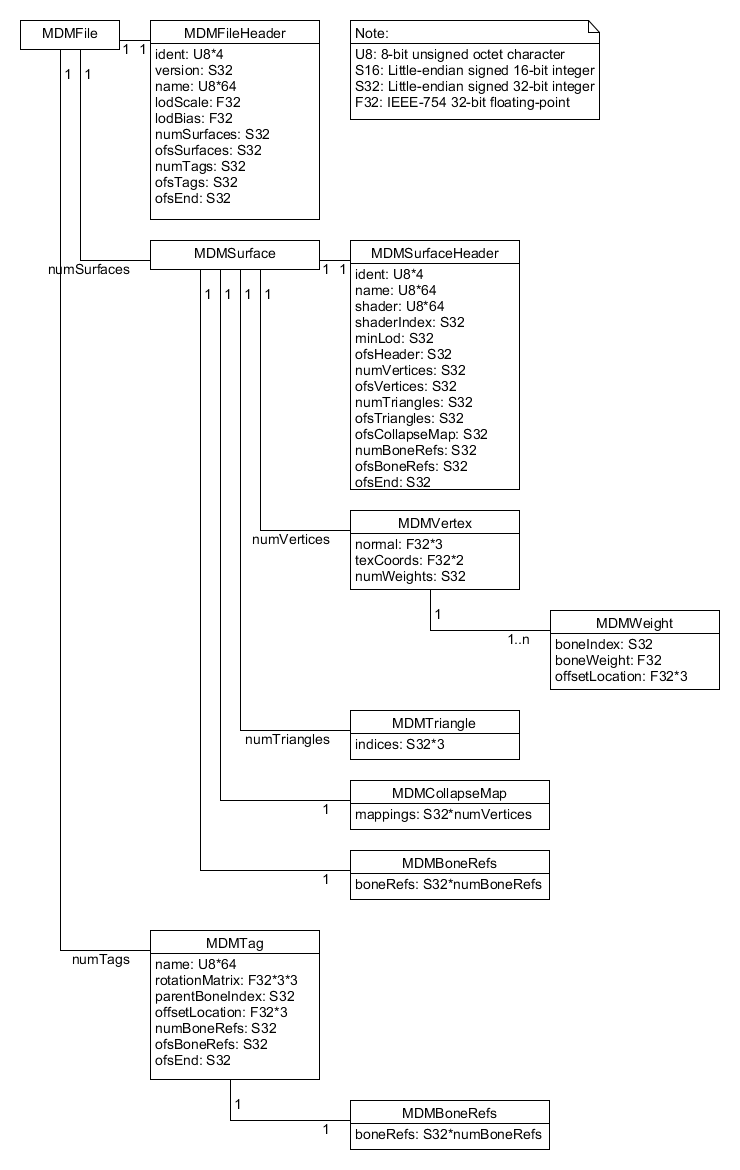 MDMFile
1
1
1
1
MDMFileHeader
ident: U8*4
version: S32
name: U8*64
lodScale: F32
lodBias: F32
numSurfaces: S32
ofsSurfaces: S32
numTags: S32
ofsTags: S32
ofsEnd: S32
Note:
U8: 8-bit unsigned octet character
S16: Little-endian signed 16-bit integer
S32: Little-endian signed 32-bit integer
F32: IEEE-754 32-bit floating-point
numSurfaces
MDMSurface
1
1
1
1
1
1
MDMSurfaceHeader
ident: U8*4
name: U8*64
shader: U8*64
shaderIndex: S32
minLod: S32
ofsHeader: S32
numVertices: S32
ofsVertices: S32
numTriangles: S32
ofsTriangles: S32
ofsCollapseMap: S32
numBoneRefs: S32
ofsBoneRefs: S32
ofsEnd: S32
numVertices
MDMVertex
normal: F32*3
texCoords: F32*2
numWeights: S32
1
1..n
MDMWeight
boneIndex: S32
boneWeight: F32
offsetLocation: F32*3
numTriangles
MDMTriangle
indices: S32*3
1
MDMCollapseMap
mappings: S32*numVertices
1
MDMBoneRefs
boneRefs: S32*numBoneRefs
numTags
MDMTag
name: U8*64
rotationMatrix: F32*3*3
parentBoneIndex: S32
offsetLocation: F32*3
numBoneRefs: S32
ofsBoneRefs: S32
ofsEnd: S32
1
1
MDMBoneRefs
boneRefs: S32*numBoneRefs